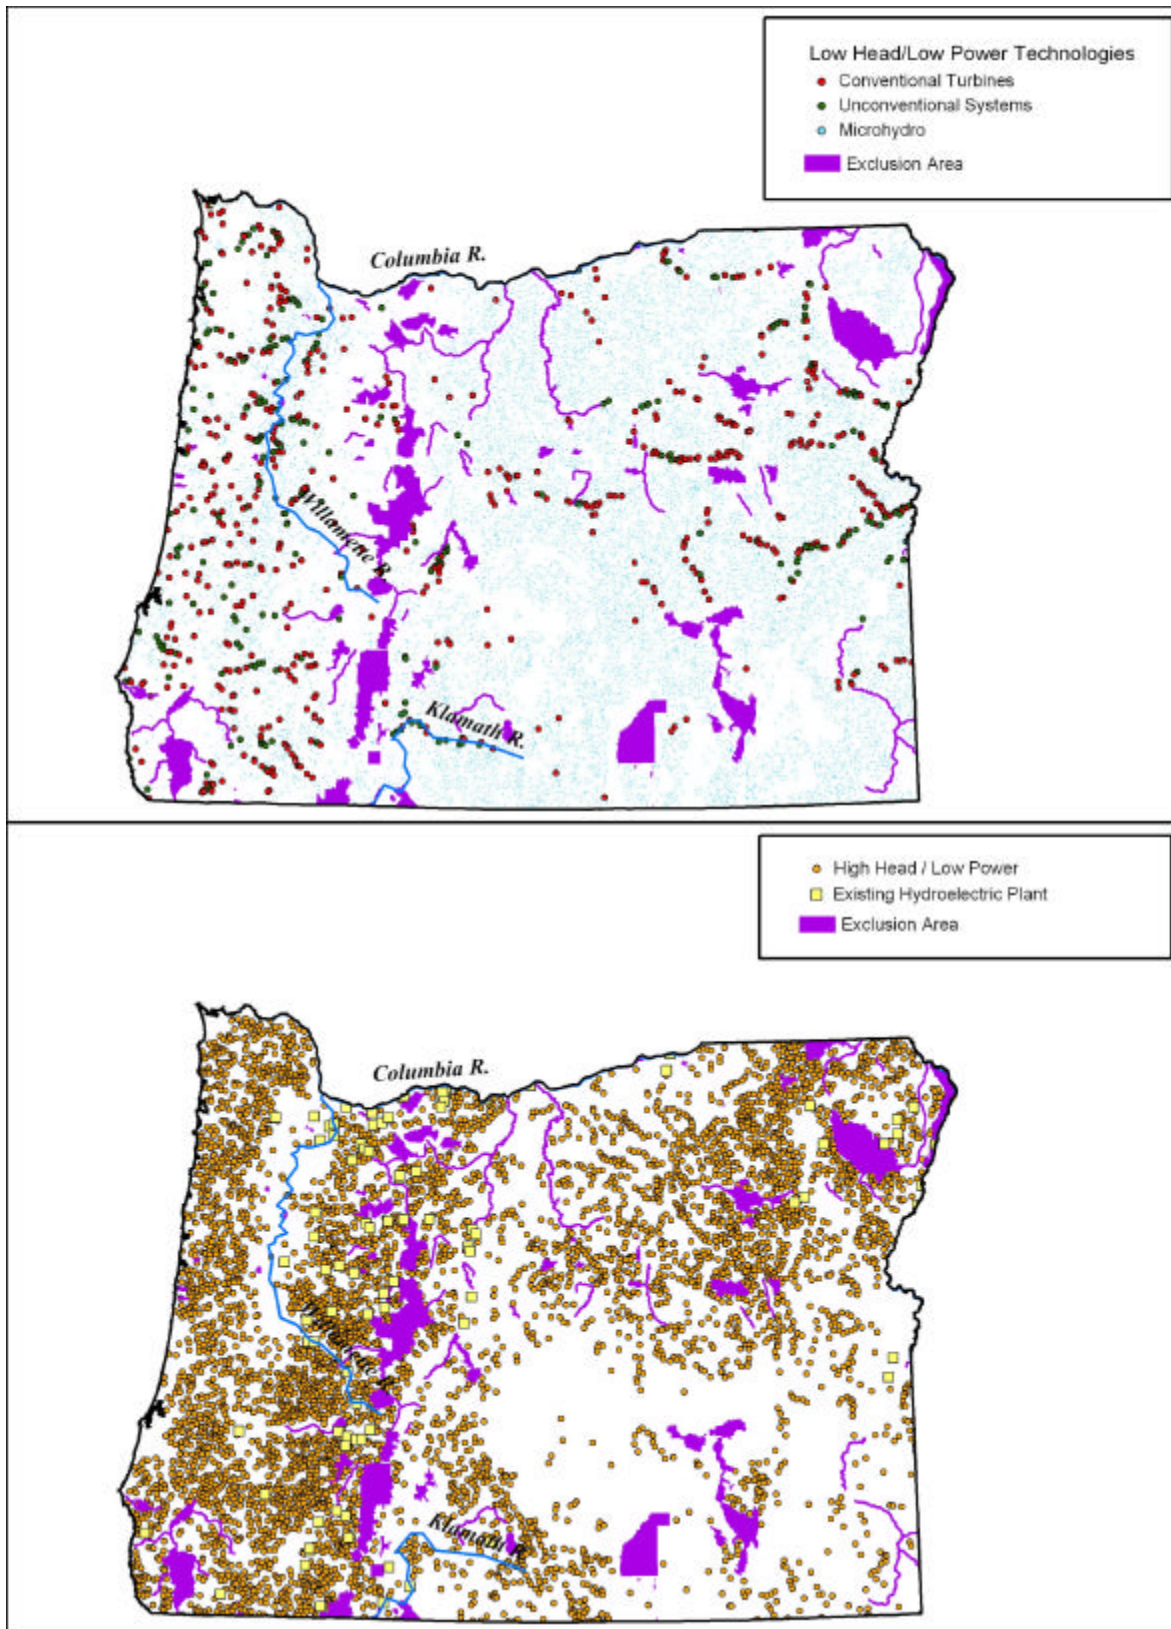 Low Head/Low Power Technologies
Conventional Turbines
Unconventional Systems
Microhydro
Exclusion Area
Columbia R.
Willamette R.
Klamath R.
High Head / Low Power
Existing Hydroelectric Plant
Exclusion Area
Columbia R.
Willamette R.
Klamath R.